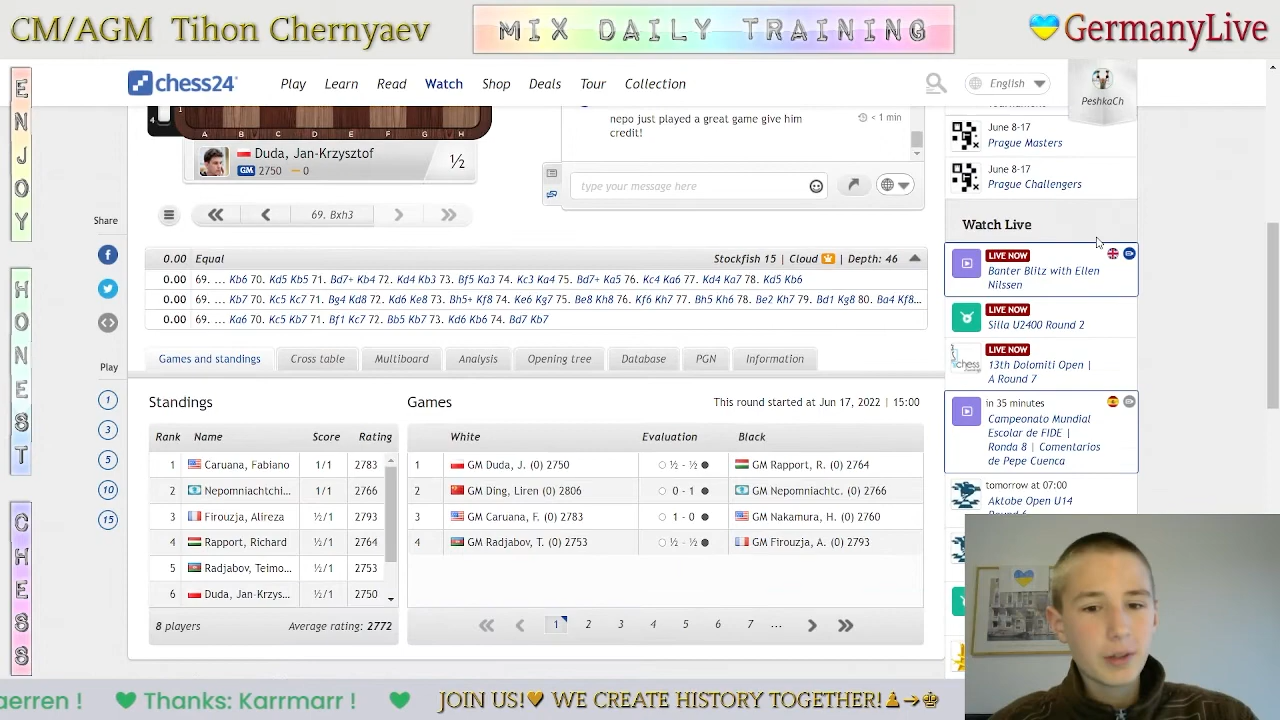 CM/AGM Tihon Chernyaev
MIX DAILY TRAINING
GermanyLive
ENJOY
HONEST
CHESS
chess24
Play Learn Read Watch Shop Deals Tour Collection
English
PeshkaCh
4
A B C D E F G H
Duda, Jan-Krzysztof
GM 2750 – 0
½
69. Bxh3
nepo just played a great game give him
credit!
< 1 min
type your message here
June 8-17
Prague Masters
June 8-17
Prague Challengers
Watch Live
LIVE NOW
Banter Blitz with Ellen
Nilssen
LIVE NOW
Silla U2400 Round 2
LIVE NOW
13th Dolomiti Open |
A Round 7
in 35 minutes
Campeonato Mundial
Escolar de FIDE |
Ronda 8 | Comentarios
de Pepe Cuenca
tomorrow at 07:00
Aktobe Open U14
Share
Play
1
3
5
10
15
0.00 Equal
Stockfish 15 | Cloud | Depth: 46
0.00 69. ... Kb6 70. Bd7+ Kb4 72. Kd4 Kb3 73. Bf5 Ka3 74. Kc3 75. Bd7 Ka5 76. Kc4 Ka6 77. Kd4 Ka7 78. Kd5 Kb6
0.00 69. ... Kb7 70. Kc5 Kc7 71. Bg4 Kd8 72. Kd6 Ke8 73. Bh5+ Kf8 74. Ke6 Kg7 75. Be8 Kh8 76. Kf6 Kh7 77. Bh5 Kh6 78. Be2 Kh7 79. Bd1 Kg8 80. Ba4 Kf8...
0.00 69. ... Ka6 Bf1 Kc7 72. Bb5 Kb7 73. Kd6 Kb6 74. Bd7 Kb7
Games and standings Multiboard Analysis Opening tree Database PGN
Standings
Rank Name Score Rating
1 Caruana, Fabiano 1/1 2783
2 Nepomniachtchi... 1/1 2766
3 Firouzja, Alireza ½/1 2793
4 Rapport, Richard ½/1 2764
5 Radjabov, Teimo... ½/1 2753
6 Duda, Jan-Krzys... ½/1 2750
8 players Average rating: 2772
Games This round started at Jun 17, 2022 | 15:00
White Evaluation Black
1 GM Duda, J. (0) 2750 ½ - ½ GM Rapport, R. (0) 2764
2 GM Ding, Liren (0) 2806 0 - 1 GM Nepomniachtc. (0) 2766
3 GM Caruana, F. (0) 2783 1 - 0 GM Nakamura, H. (0) 2760
4 GM Radjabov, T. (0) 2753 ½ - ½ GM Firouzja, A. (0) 2793
1 2 3 4 5 6 7 ...
aerren !
Thanks: Karrmarr !
JOIN US! WE CREATE HISTORY TOGETHER!